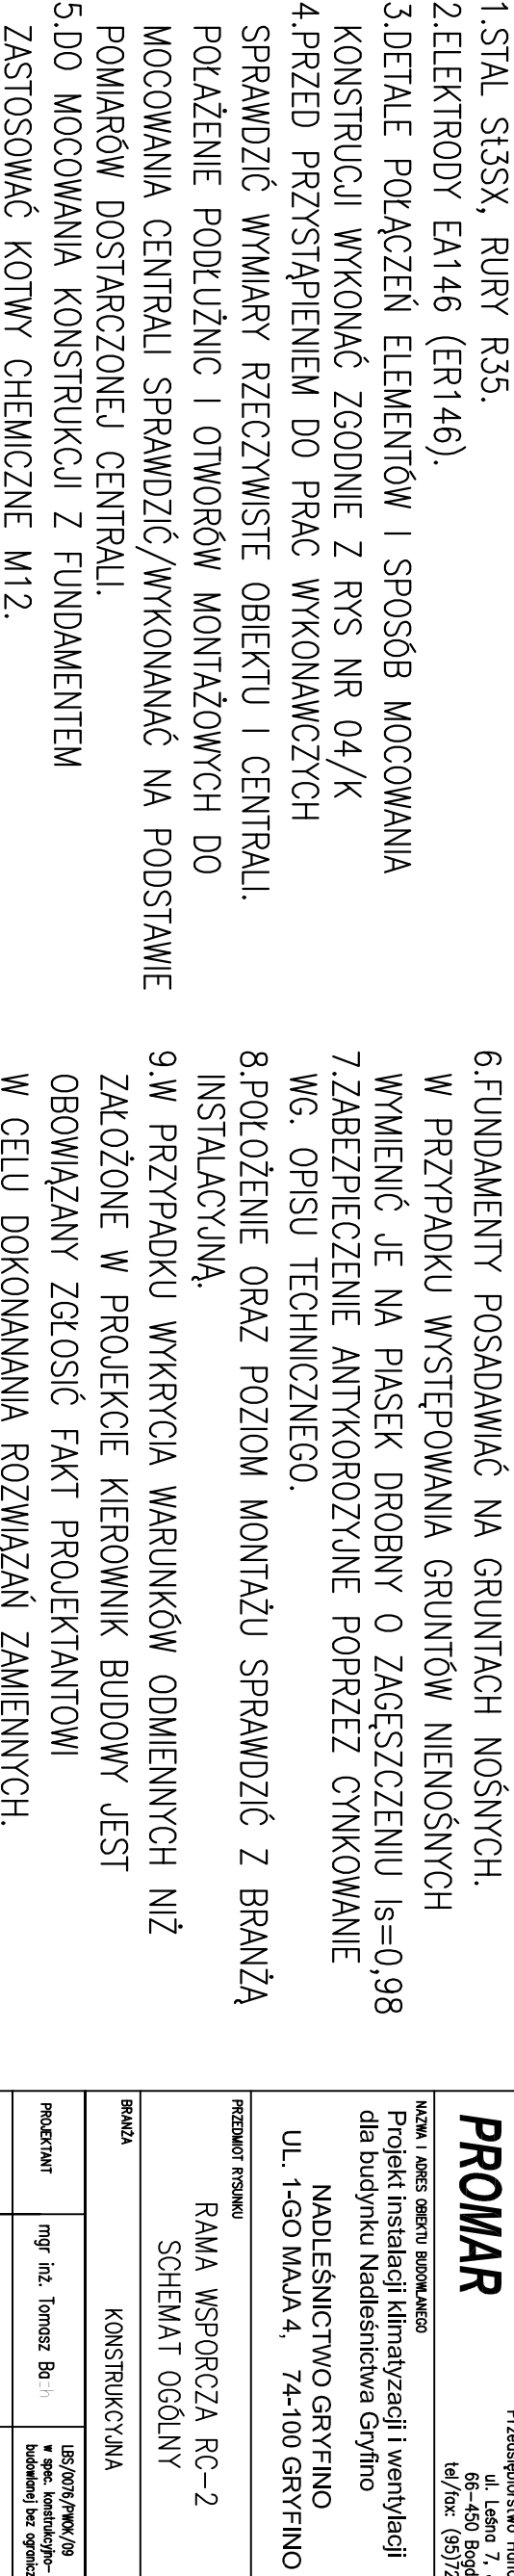 1.STAL St3SX, RURY R35.
2.ELEKTRODY EA146 (ER146).
3.DETALE POŁĄCZEŃ ELEMENTÓW I SPOSÓB MOCOWANIA
KONSTRUCJI WYKONAĆ ZGODNIE Z RYS NR 04/K
4.PRZED PRZYSTĄPIENIEM DO PRAC WYKONAWCZYCH
SPRAWDZIĆ WYMIARY RZECZYWISTE OBIEKTU I CENTRALI.
POŁAŻENIE PODŁUŻNIC I OTWORÓW MONTAŻOWYCH DO
MOCOWANIA CENTRALI SPRAWDZIĆ/WYKONANAĆ NA PODSTAWIE
POMIARÓW DOSTARCZONEJ CENTRALI.
5.DO MOCOWANIA KONSTRUKCJI Z FUNDAMENTEM
ZASTOSOWAĆ KOTWY CHEMICZNE M12.
6.FUNDAMENTY POSADAWIAĆ NA GRUNTACH NOŚNYCH.
W PRZYPADKU WYSTĘPOWANIA GRUNTÓW NIENOŚNYCH
WYMIENIĆ JE NA PIASEK DROBNY O ZAGĘSZCZENIU Is=0,98
7.ZABEZPIECZENIE ANTYKOROZYJNE POPRZEZ CYNKOWANIE
WG. OPISU TECHNICZNEGO.
8.POŁOŻENIE ORAZ POZIOM MONTAŻU SPRAWDZIĆ Z BRANŻĄ
INSTALACYJNĄ.
9.W PRZYPADKU WYKRYCIA WARUNKÓW ODMIENNYCH NIŻ
ZAŁOŻONE W PROJEKCIE KIEROWNIK BUDOWY JEST
OBOWIĄZANY ZGŁOSIĆ FAKT PROJEKTANTOWI
W CELU DOKONANANIA ROZWIĄZAŃ ZAMIENNYCH.
PROMAR
ul. Leśna 7,
66-450 Bogd
tel/fax: (95)72
NAZWA I ADRES OBIEKTU BUDOWLANEGO
Projekt instalacji klimatyzacji i wentylacji
dla budynku Nadleśnictwa Gryfino
NADLEŚNICTWO GRYFINO
UL. 1-GO MAJA 4, 74-100 GRYFINO
PRZEDMIOT RYSUNKU
RAMA WSPORCZA RC-2
SCHEMAT OGÓLNY
BRANŻA
KONSTRUKCYJNA
PROJEKTANT
mgr inż. Tomasz
LBS/0076/PWOK/09
w spec. konstrukcyjno-
budowlanej bez ogranicz